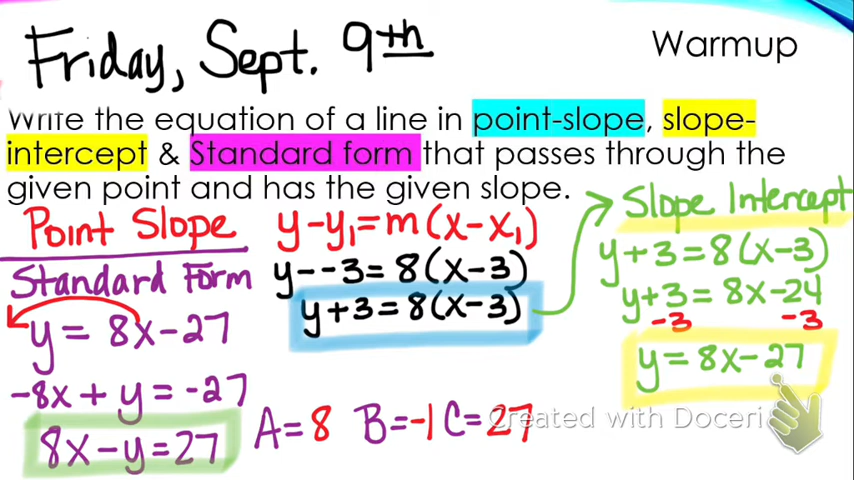 Friday, Sept. 9th
Warmup
Write the equation of a line in point-slope, slope-
intercept & Standard form that passes through the
given point and has the given slope.
Point Slope
y-y₁=m(x-x₁)
y--3=8(x-3)
y+3=8(x-3)
Slope Intercept
y+3=8(x-3)
y+3=8x-24
-3 -3
y=8x-27
Standard Form
y=8x-27
-8x+y=-27
8x-y=27
A=8 B=-1 C=27
Created with Doceri